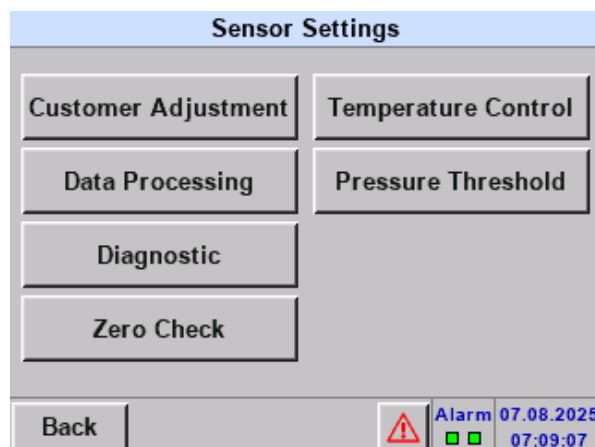 Sensor Settings
Customer Adjustment
Temperature Control
Data Processing
Pressure Threshold
Diagnostic
Zero Check
Back
Alarm
07.08.2025
07:09:07